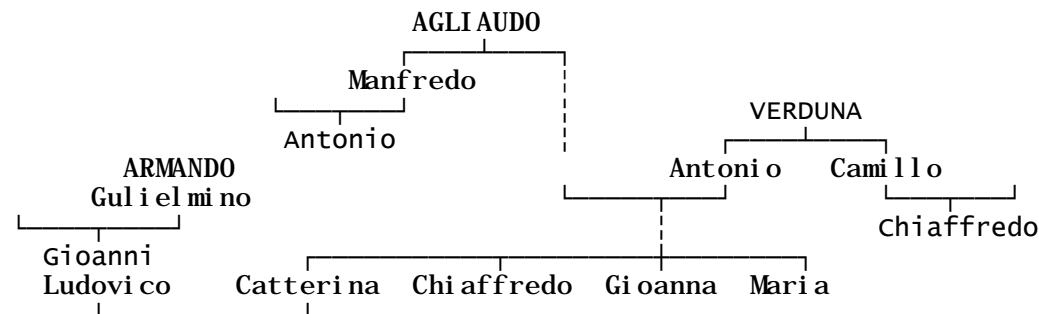 AGLIAUDO
Manfredo
VERDUNA
Antonio
ARMANDO Antonio Camillo
Gulielmino
Chiaffredo
Gioanni
Ludovico Catterina Chiaffredo Gioanna Maria